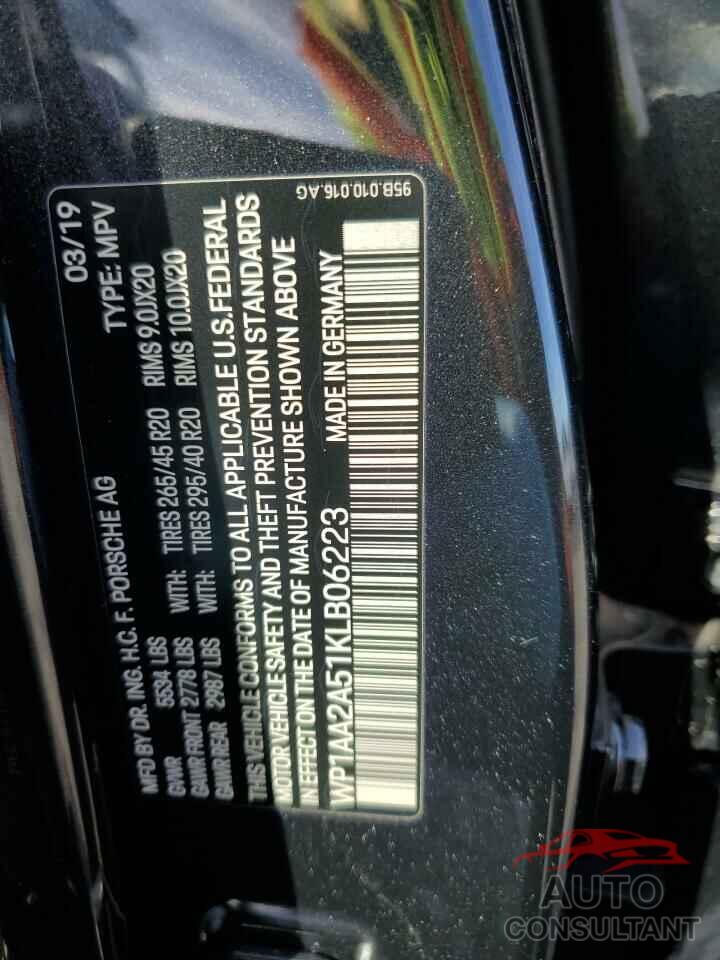 MFD BY DR. ING. H.C. F. PORSCHE AG 03/19
GVWR 5534 LBS TYPE: MPV
GAWR FRONT 2778 LBS WITH: TIRES 265/45 R20 RIMS 9.0JX20
GAWR REAR 2987 LBS WITH: TIRES 295/40 R20 RIMS 10.0JX20
THIS VEHICLE CONFORMS TO ALL APPLICABLE U.S. FEDERAL
MOTOR VEHICLE-SAFETY AND THEFT PREVENTION STANDARDS
IN EFFECT ON THE DATE OF MANUFACTURE SHOWN ABOVE
WP1AA2A51KLB06223 MADE IN GERMANY
95B.010.016.AG
AUTO
CONSULTANT